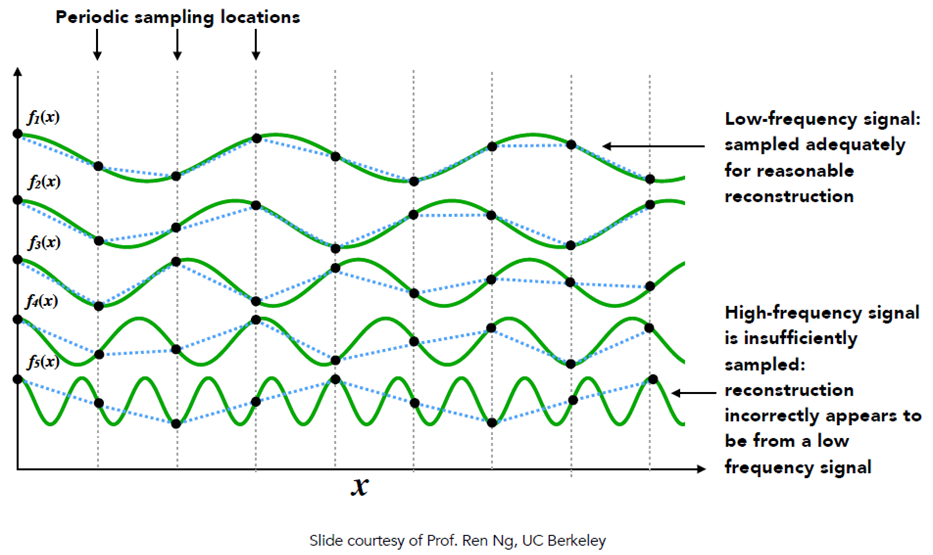 Periodic sampling locations
f1(x)
f2(x)
f3(x)
f4(x)
f5(x)
Low-frequency signal:
sampled adequately
for reasonable
reconstruction
High-frequency signal
is insufficiently
sampled:
reconstruction
incorrectly appears to
be from a low
frequency signal
x
Slide courtesy of Prof. Ren Ng, UC Berkeley